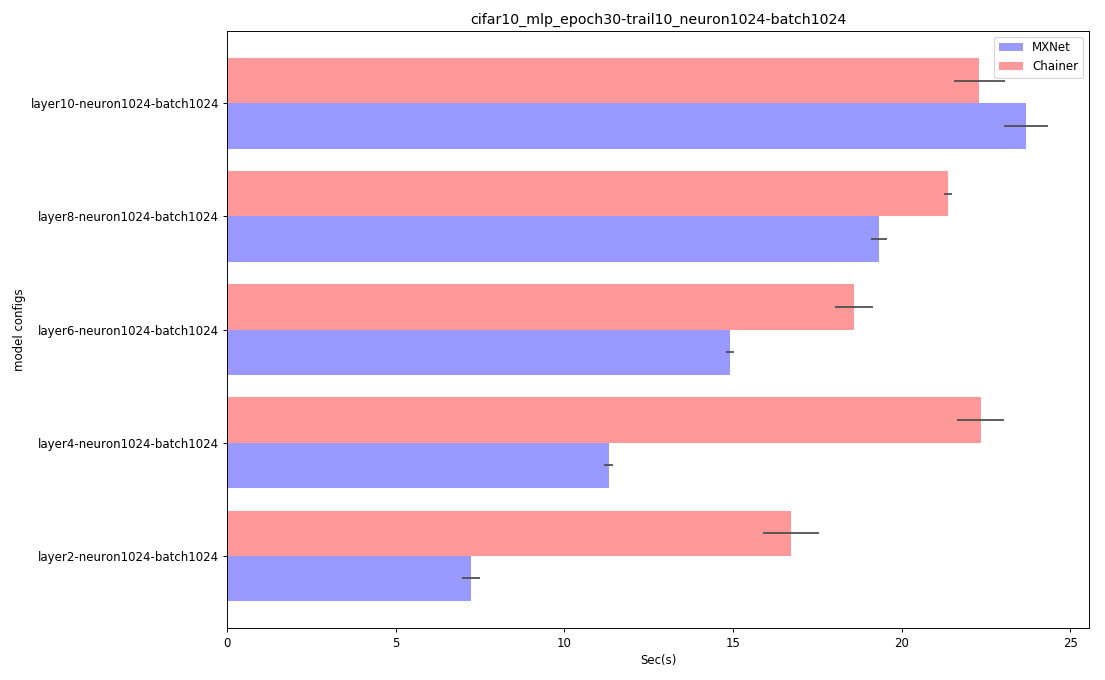 cifar10_mlp_epoch30-trail10_neuron1024-batch1024
MXNet
Chainer
layer10-neuron1024-batch1024
layer8-neuron1024-batch1024
layer6-neuron1024-batch1024
layer4-neuron1024-batch1024
layer2-neuron1024-batch1024
model configs
0 5 10 15 20 25
Sec(s)